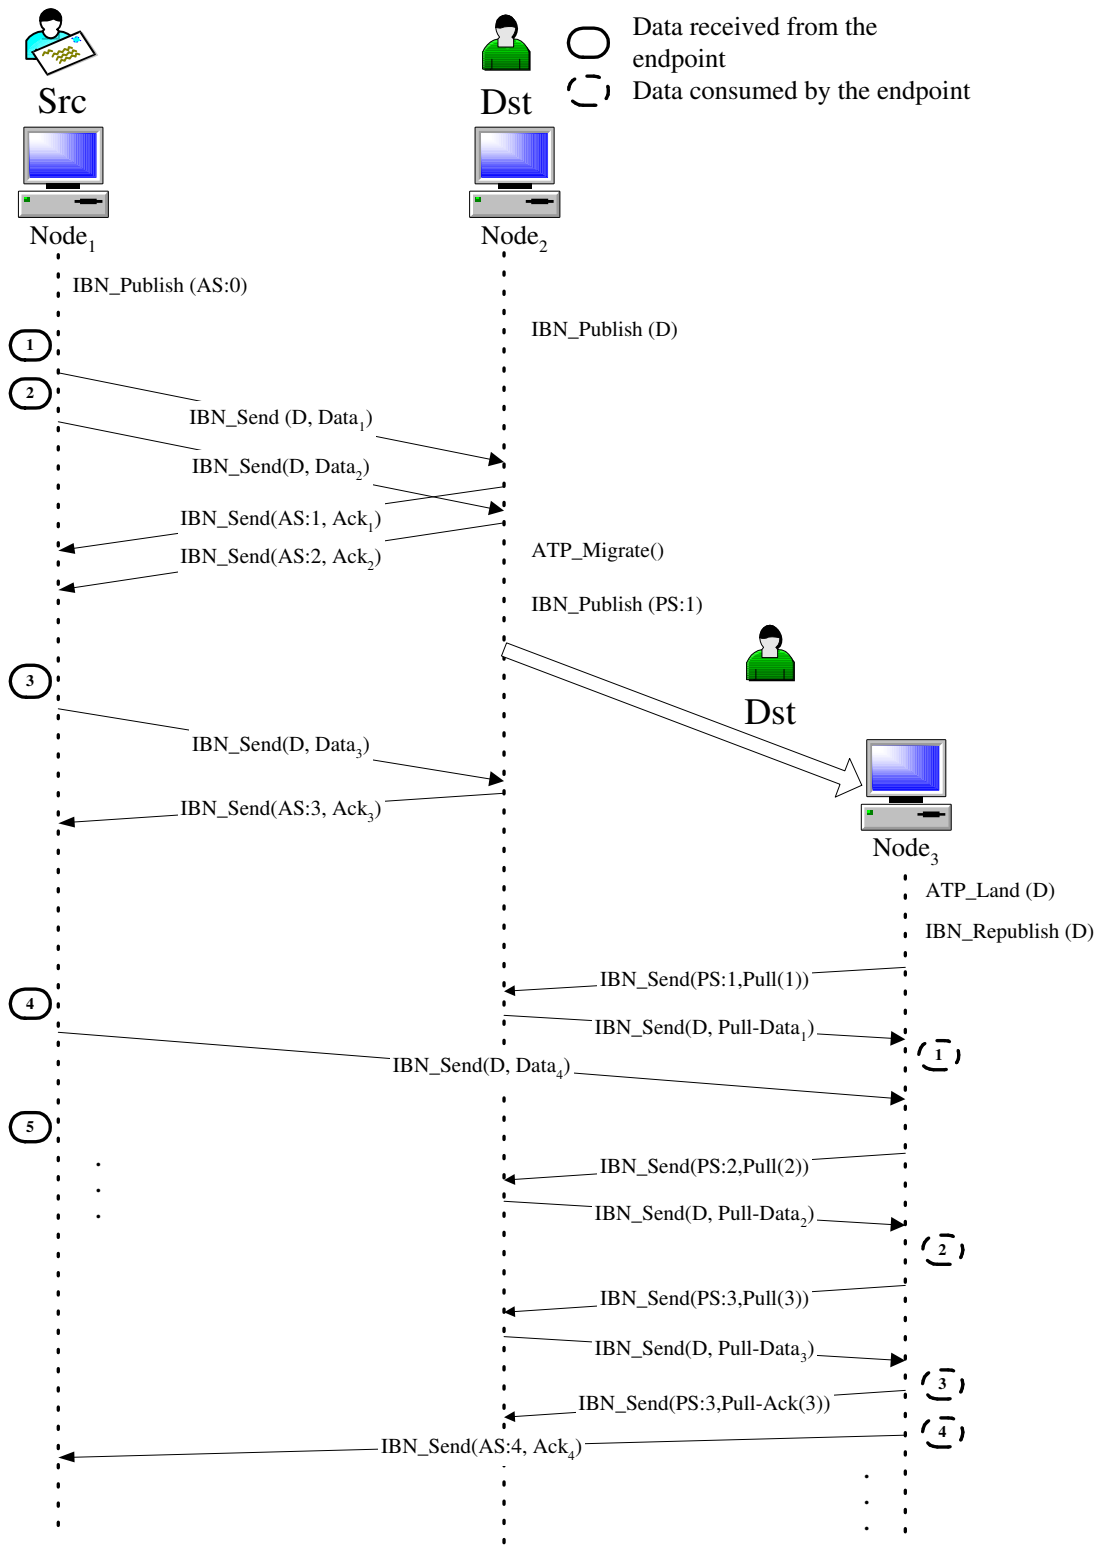 Data received from the
endpoint
Data consumed by the endpoint
Src
Dst
Node1
Node2
IBN_Publish (AS:0)
IBN_Publish (D)
1
2
IBN_Send (D, Data1)
IBN_Send(D, Data2)
IBN_Send(AS:1, Ack1)
IBN_Send(AS:2, Ack2)
ATP_Migrate()
IBN_Publish (PS:1)
3
Dst
IBN_Send(D, Data3)
IBN_Send(AS:3, Ack3)
Node3
ATP_Land (D)
IBN_Republish (D)
IBN_Send(PS:1,Pull(1))
4
IBN_Send(D, Pull-Data1)
1
IBN_Send(D, Data4)
5
IBN_Send(PS:2,Pull(2))
IBN_Send(D, Pull-Data2)
2
IBN_Send(PS:3,Pull(3))
IBN_Send(D, Pull-Data3)
3
IBN_Send(PS:3,Pull-Ack(3))
4
IBN_Send(AS:4, Ack4)